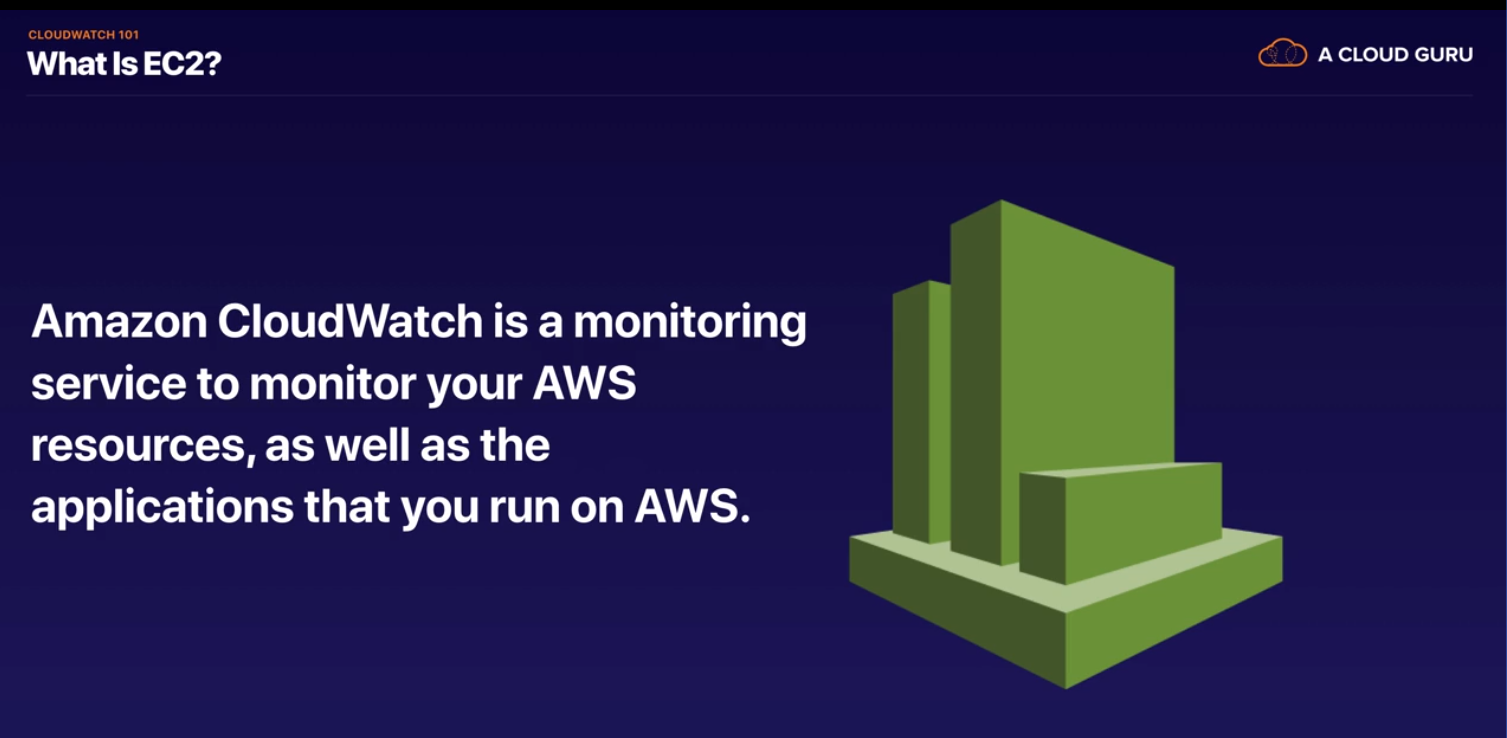 CLOUDWATCH 101
What Is EC2?
A CLOUD GURU
Amazon CloudWatch is a monitoring
service to monitor your AWS
resources, as well as the
applications that you run on AWS.